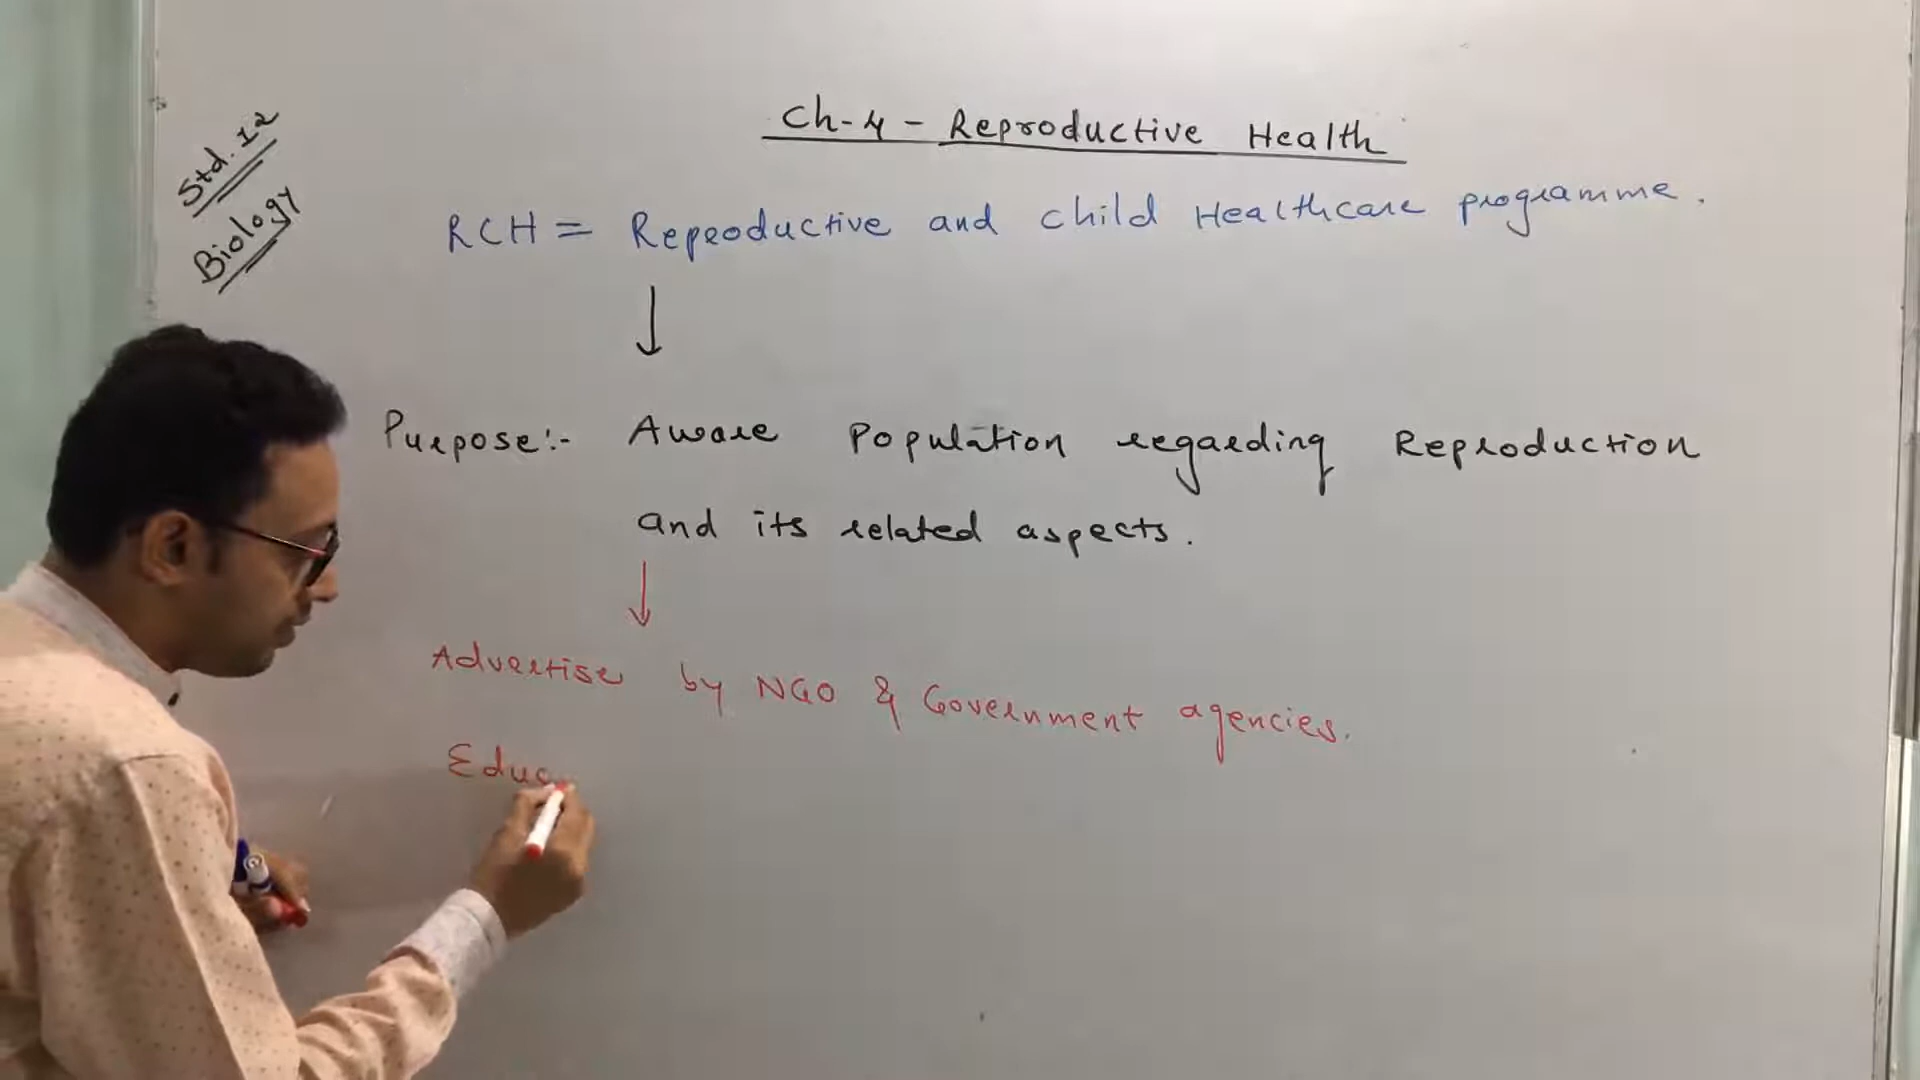 Std. 12
Biology
Ch-4 - Reproductive Health
RCH = Reproductive and child Healthcare programme.
Purpose:- Aware Population regarding Reproduction
and its related aspects.
Advertise by NGO & Government agencies.
Educ